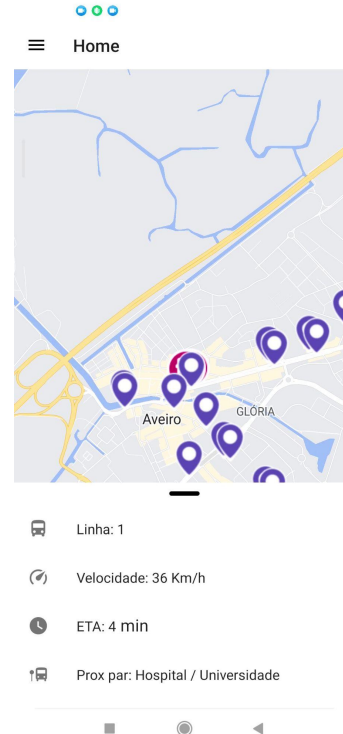 Home
GLÓRIA
Aveiro
Linha: 1
Velocidade: 36 Km/h
ETA: 4 min
Prox par: Hospital / Universidade